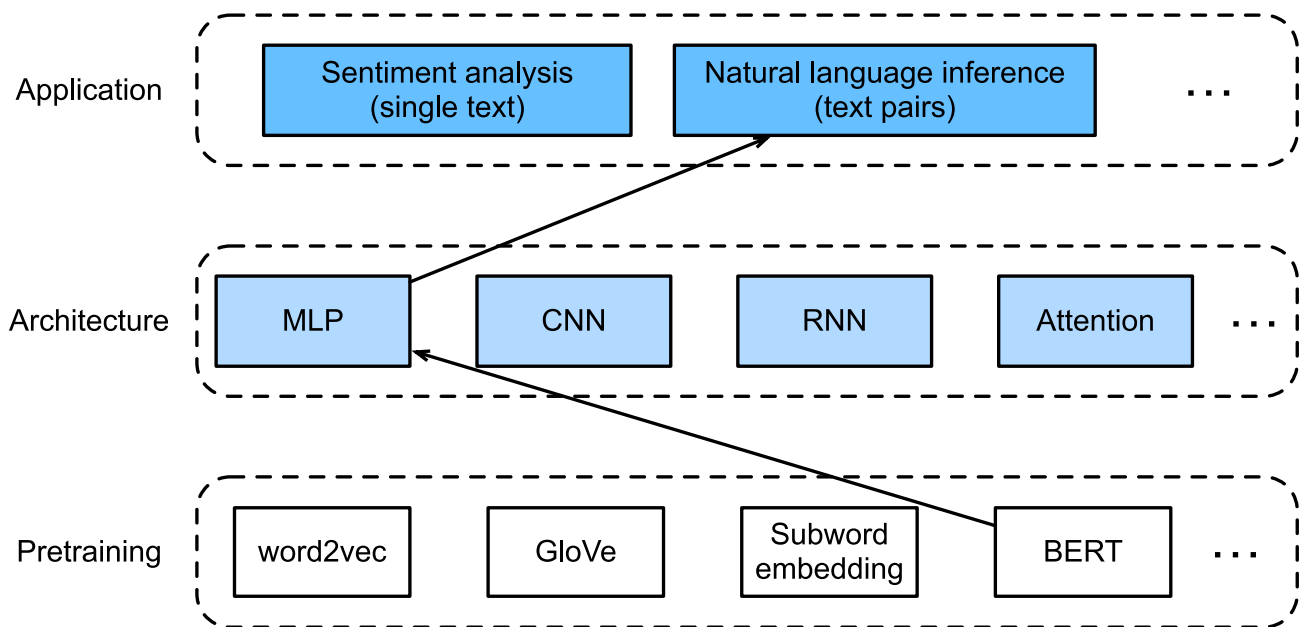 Application
Sentiment analysis
(single text)
Natural language inference
(text pairs)
...
Architecture
MLP
CNN
RNN
Attention
...
Pretraining
word2vec
GloVe
Subword
embedding
BERT
...